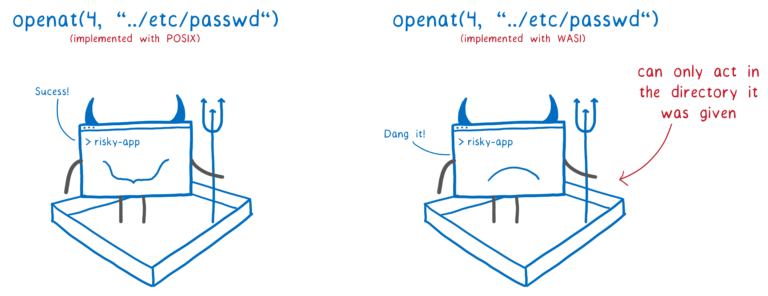 openat(4, “../etc/passwd“)
(implemented with POSIX)
Sucess!
> risky-app
openat(4, “../etc/passwd“)
(implemented with WASI)
Dang it!
> risky-app
can only act in
the directory it
was given